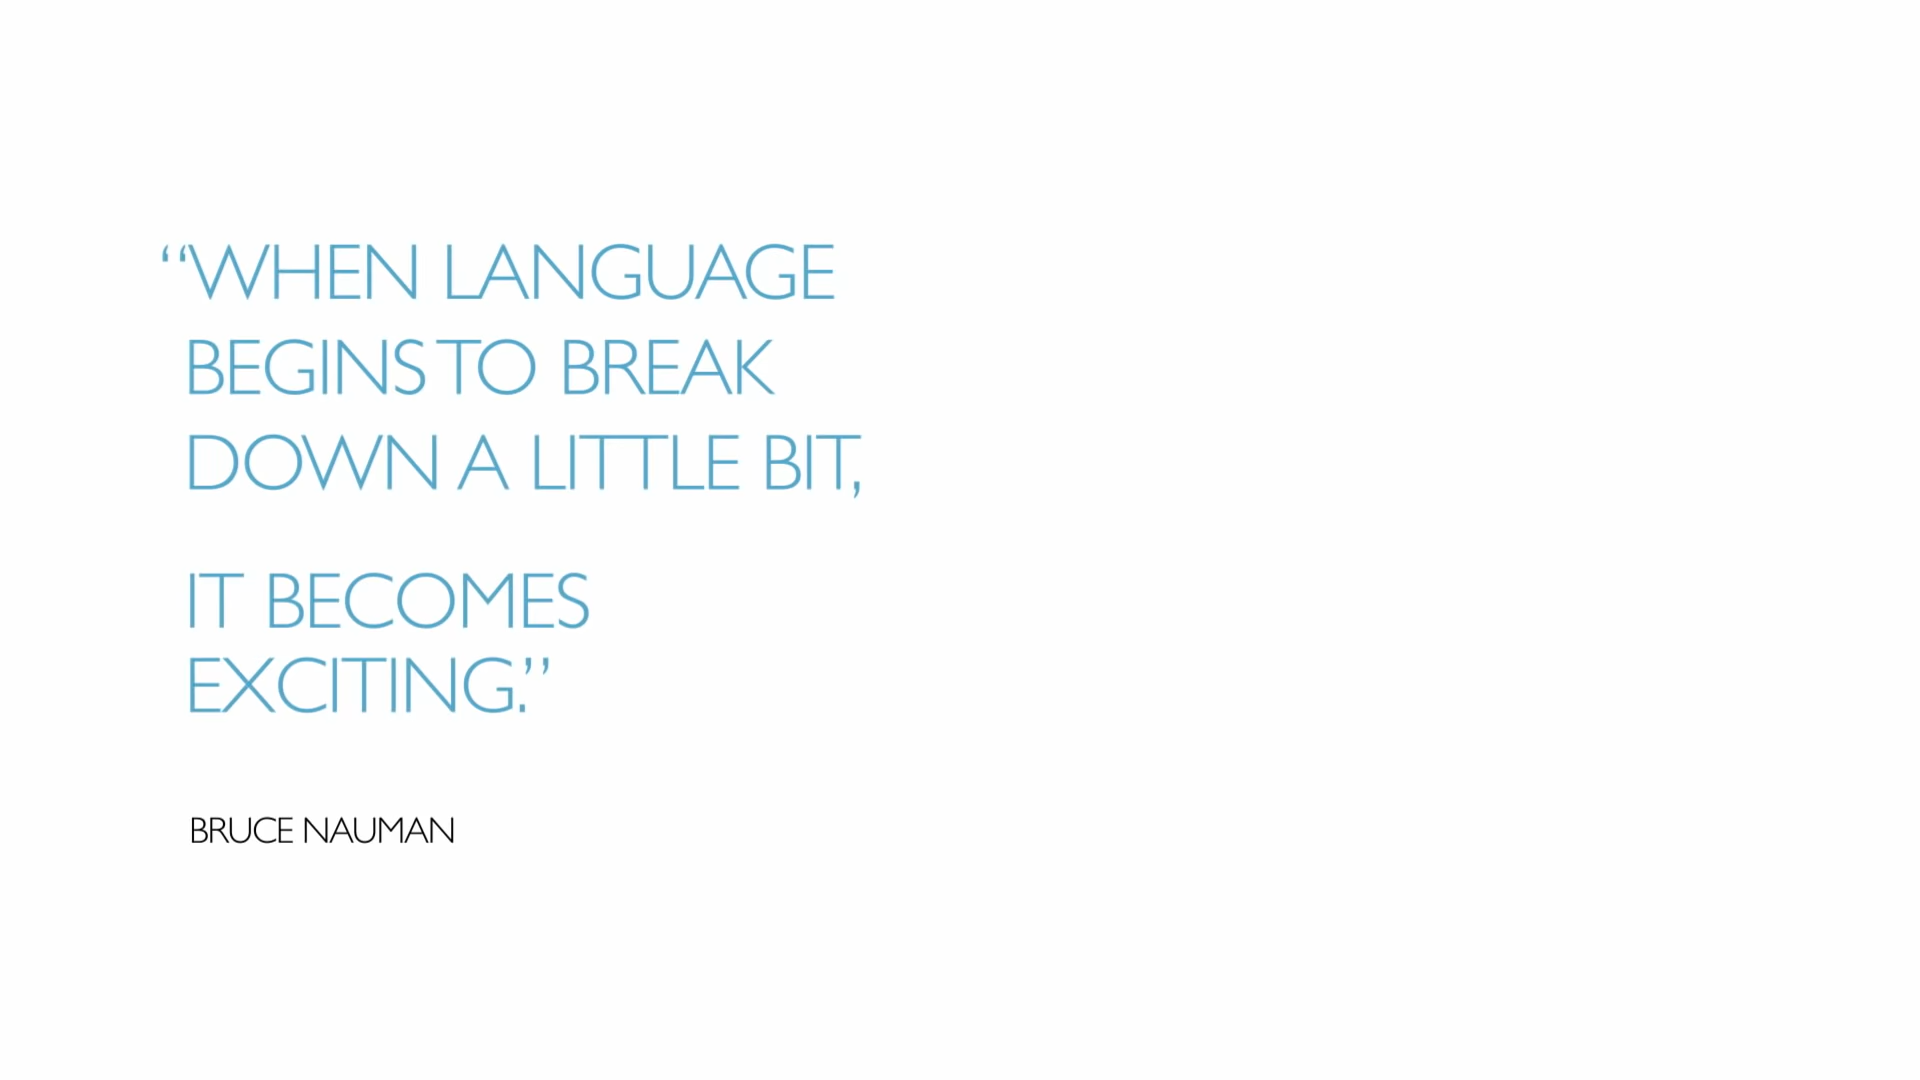 “WHEN LANGUAGE
BEGINS TO BREAK
DOWN A LITTLE BIT,
IT BECOMES
EXCITING.”
BRUCE NAUMAN